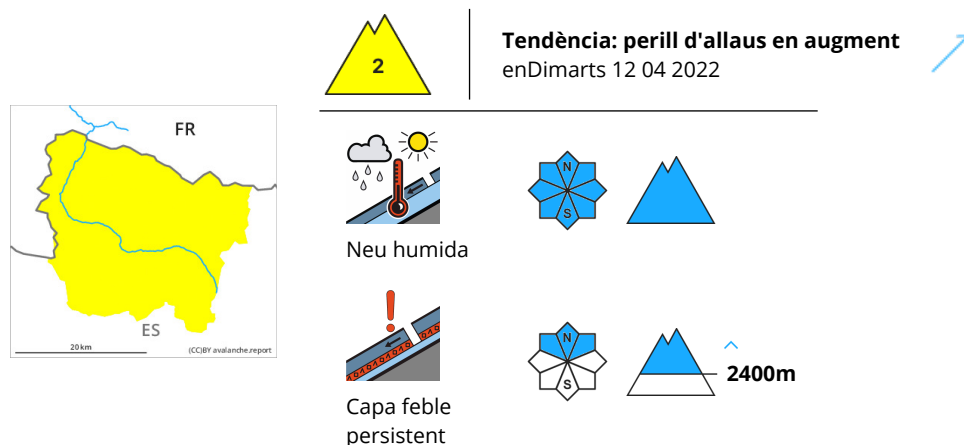 2
Tendència: perill d'allaus en augment
enDimarts 12 04 2022
FR
ES
20 km
(CC)BY avalanche.report
N
S
Neu humida
N
S
2400m
Capa feble
persistent